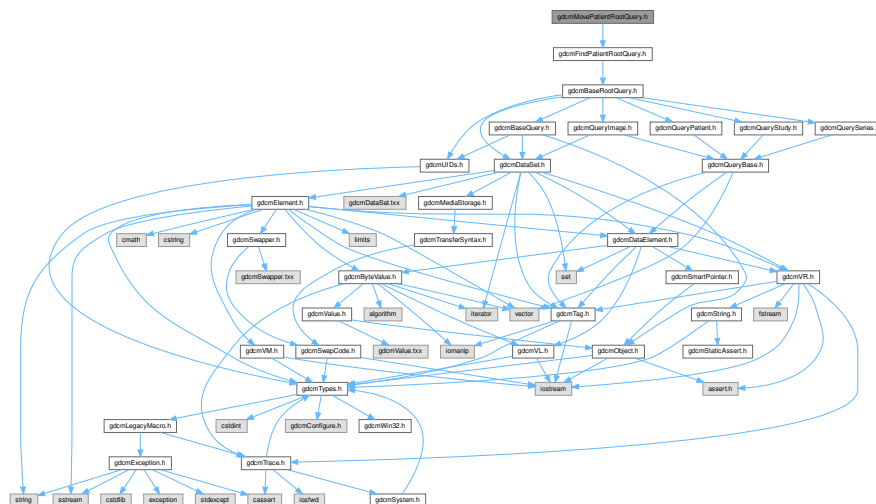 gdcmMovePatientRootQuery.h
gdcmFindPatientRootQuery.h
gdcmBaseRootQuery.h
gdcmBaseQuery.h
gdcmQueryImage.h
gdcmQueryPatient.h
gdcmQueryStudy.h
gdcmQuerySeries.h
gdcmUIDs.h
gdcmDataSet.h
gdcmQueryBase.h
gdcmElement.h
gdcmDataSet.txx
gdcmMediaStorage.h
cmath
cstring
gdcmSwapper.h
limits
gdcmTransferSyntax.h
gdcmDataElement.h
gdcmSwapper.txx
gdcmByteValue.h
set
gdcmSmartPointer.h
gdcmVR.h
gdcmValue.h
algorithm
iterator
vector
gdcmTag.h
gdcmString.h
fstream
gdcmVM.h
gdcmSwapCode.h
gdcmValue.txx
iomanip
gdcmVL.h
gdcmObject.h
gdcmStaticAssert.h
gdcmTypes.h
iostream
assert.h
gdcmLegacyMacro.h
cstdint
gdcmConfigure.h
gdcmWin32.h
gdcmException.h
gdcmTrace.h
string
sstream
cstdlib
exception
stdexcept
cassert
iosfwd
gdcmSystem.h